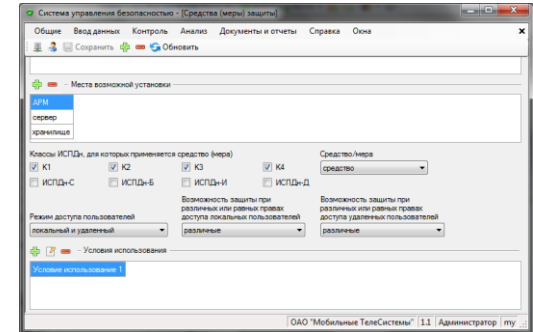 Система управления безопасностью - [Средства (меры) защиты]
Общие Ввод данных Контроль Анализ Документы и отчеты Справка Окна
Сохранить Обновить
Места возможной установки
АРМ
сервер
хранилище
Классы ИСПДн, для которых применяется средство (мера) Средство/мера
К1 К2 К3 К4 средство
ИСПДн-С ИСПДн-Б ИСПДн-И ИСПДн-Д
Режим доступа пользователей
Возможность защиты при различных или равных правах доступа локальных пользователей
Возможность защиты при различных или равных правах доступа удаленных пользователей
локальный и удаленный различные различные
Условия использования
Условие использование 1
ОАО "Мобильные ТелеСистемы" 1.1 Администратор my